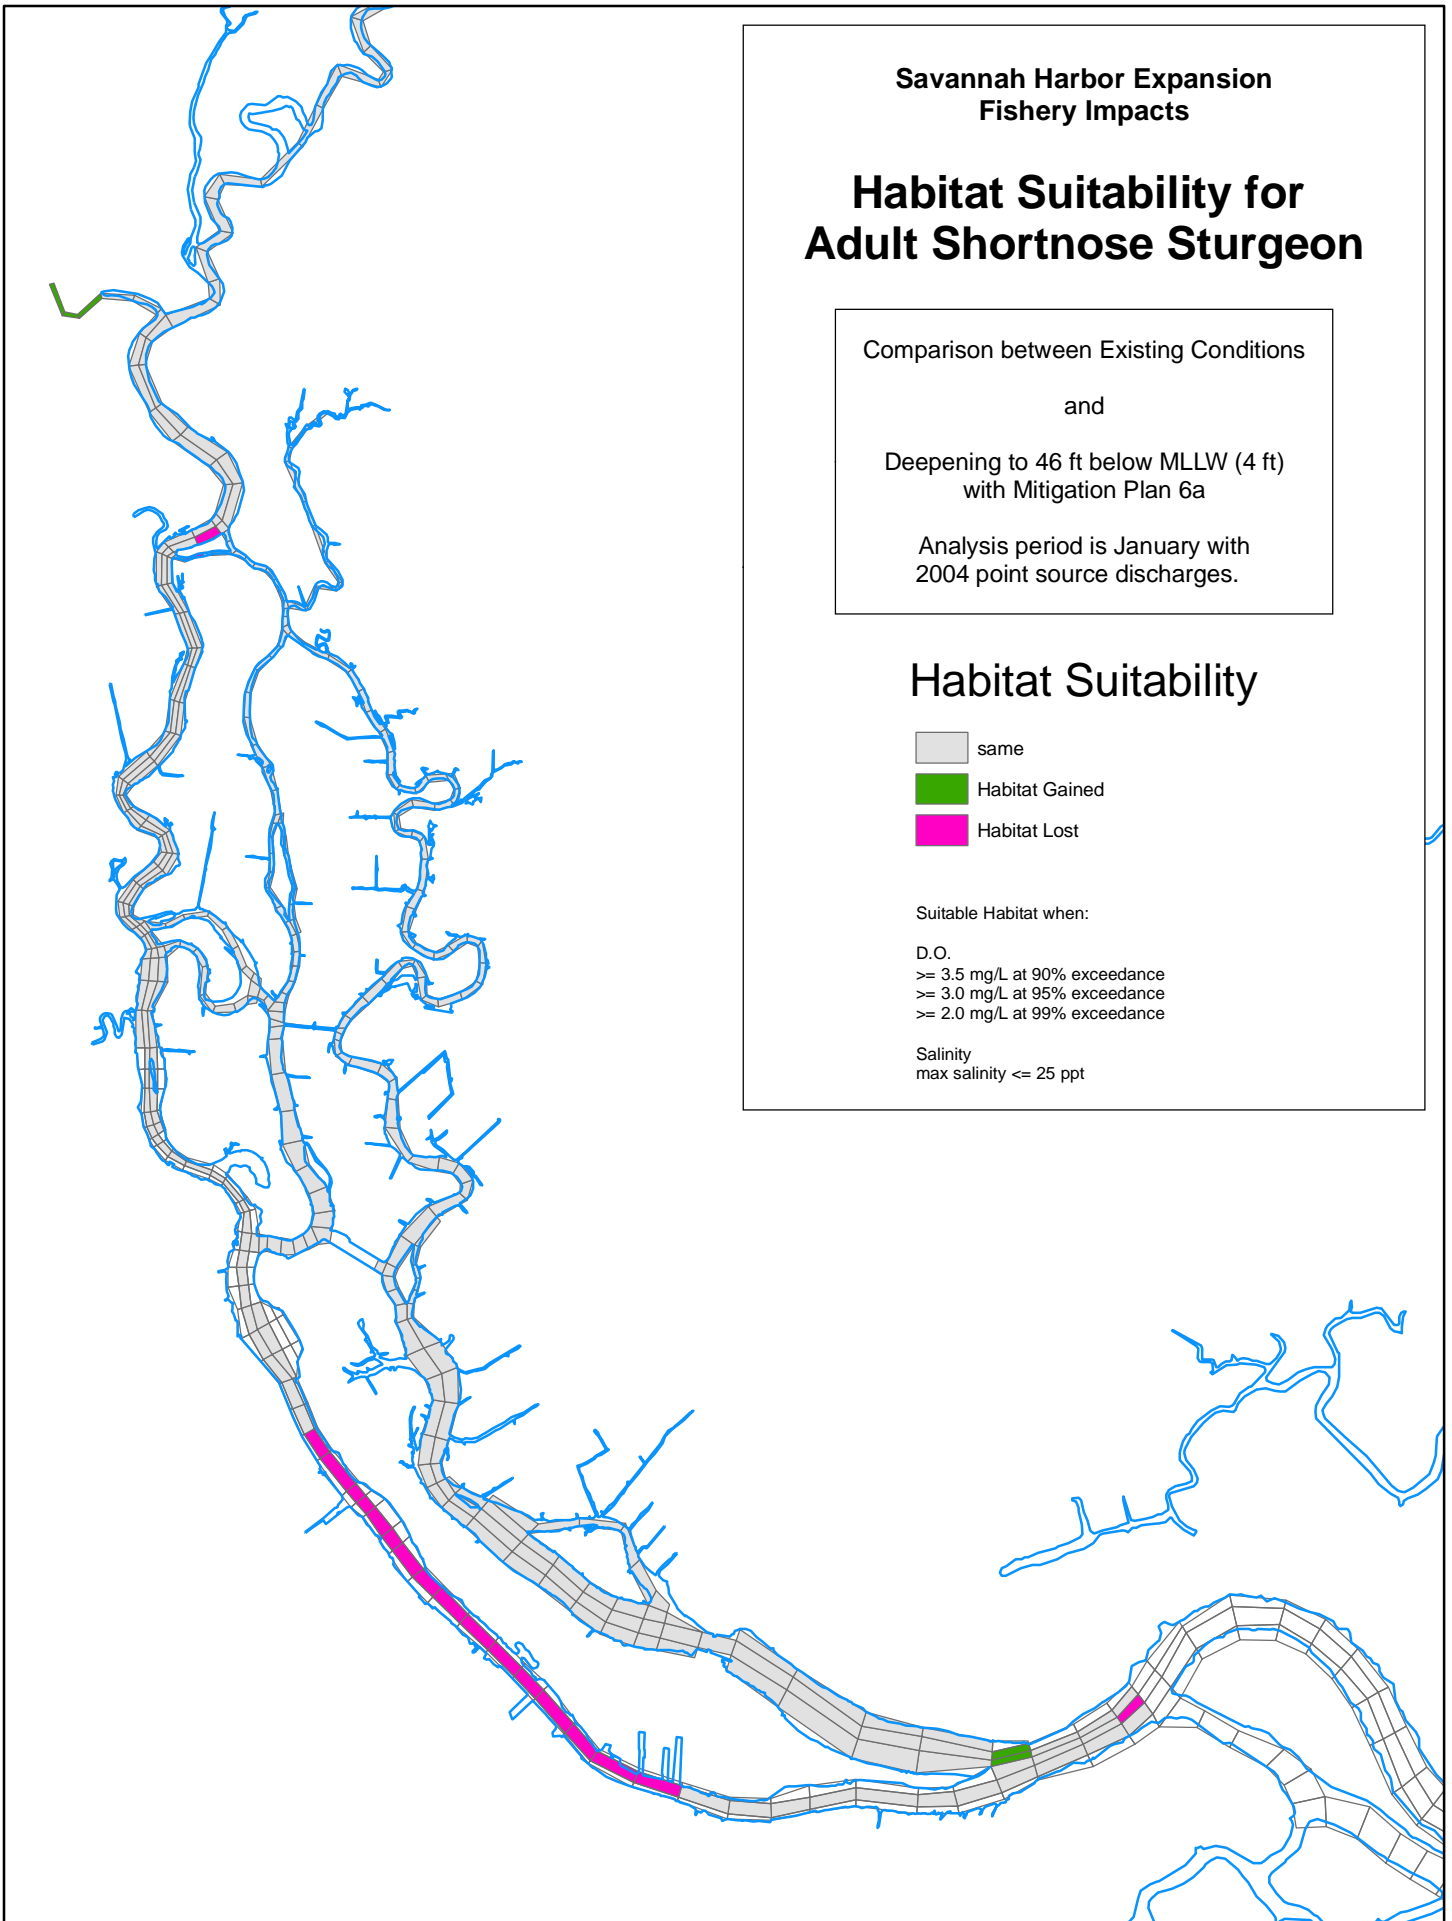 Savannah Harbor Expansion
Fishery Impacts
Habitat Suitability for
Adult Shortnose Sturgeon
Comparison between Existing Conditions
and
Deepening to 46 ft below MLLW (4 ft)
with Mitigation Plan 6a
Analysis period is January with
2004 point source discharges.
Habitat Suitability
same
Habitat Gained
Habitat Lost
Suitable Habitat when:
D.O.
>= 3.5 mg/L at 90% exceedance
>= 3.0 mg/L at 95% exceedance
>= 2.0 mg/L at 99% exceedance
Salinity
max salinity <= 25 ppt